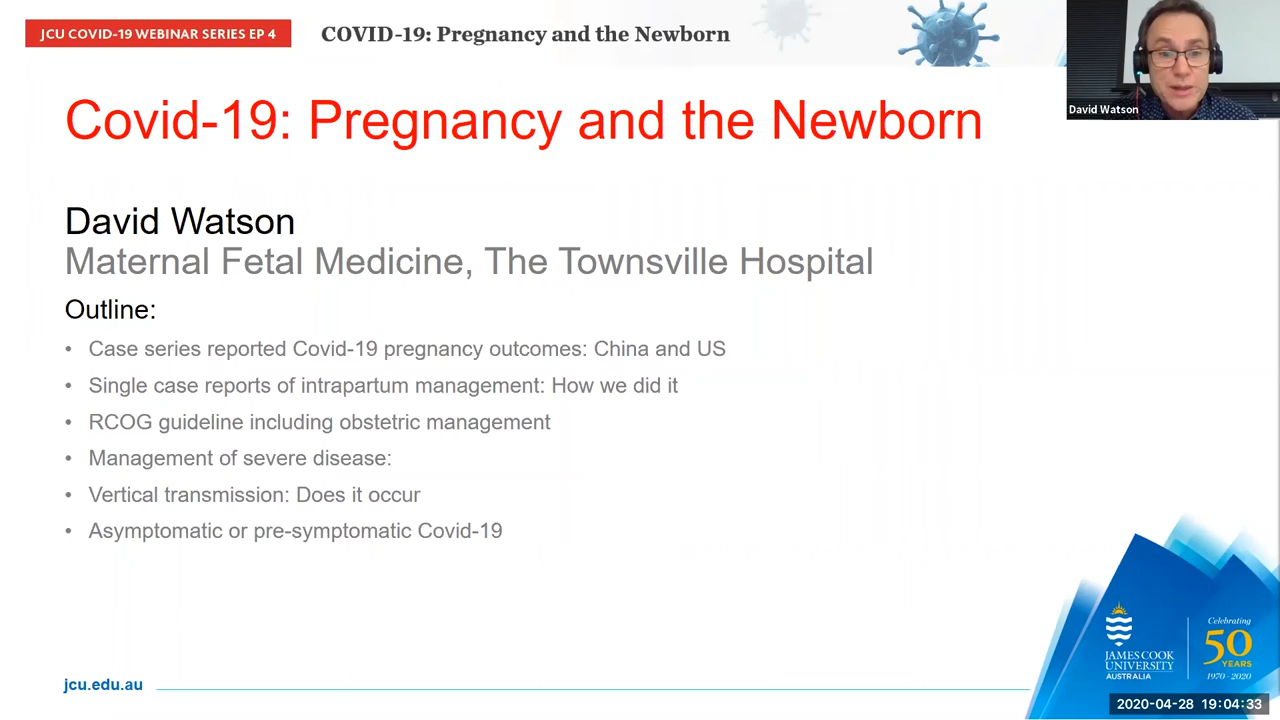 JCU COVID-19 WEBINAR SERIES EP 4
COVID-19: Pregnancy and the Newborn
David Watson
Covid-19: Pregnancy and the Newborn
David Watson
Maternal Fetal Medicine, The Townsville Hospital
Outline:
• Case series reported Covid-19 pregnancy outcomes: China and US
• Single case reports of intrapartum management: How we did it
• RCOG guideline including obstetric management
• Management of severe disease:
• Vertical transmission: Does it occur
• Asymptomatic or pre-symptomatic Covid-19
JAMES COOK
UNIVERSITY
AUSTRALIA
Celebrating
50
YEARS
1970 - 2020
jcu.edu.au
2020-04-28 19:04:33